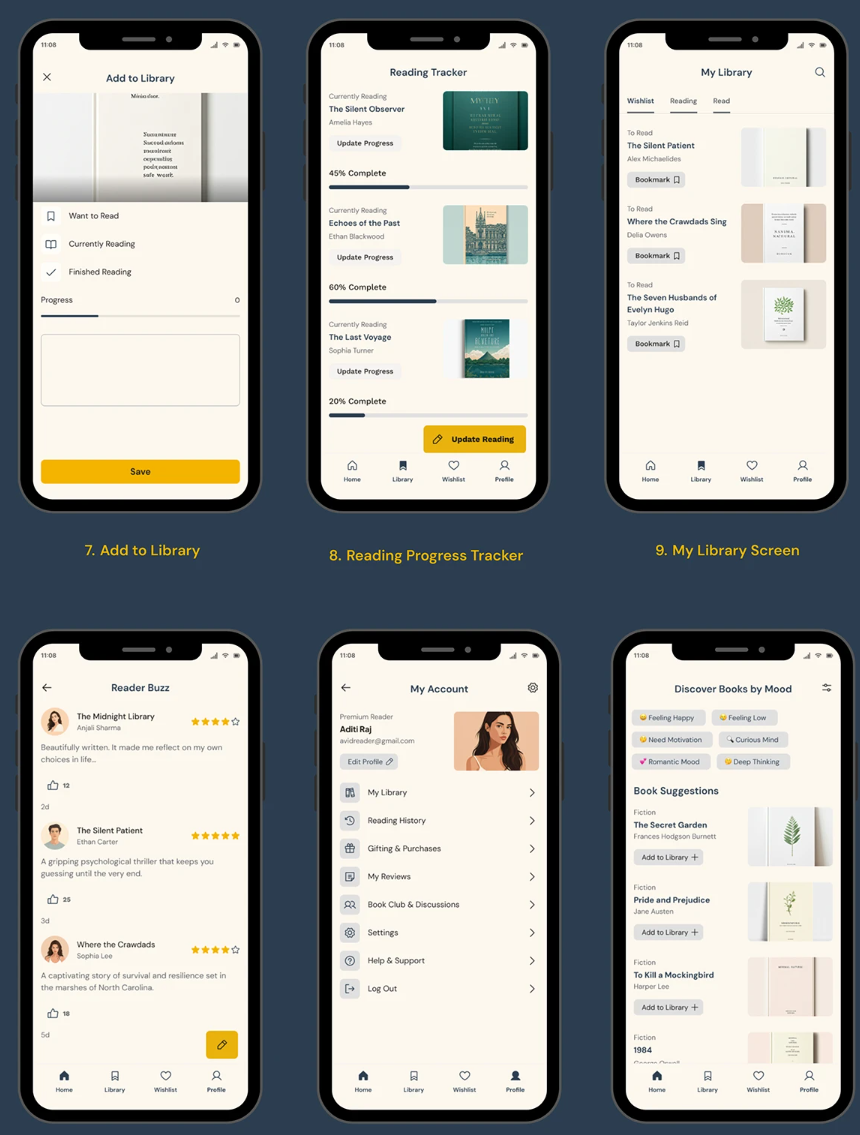 11:08
Add to Library
Want to Read
Currently Reading
Finished Reading
Progress
0
Save
7. Add to Library
11:08
Reading Tracker
Currently Reading
The Silent Observer
Amelia Hayes
Update Progress
45% Complete
Currently Reading
Echoes of the Past
Ethan Blackwood
Update Progress
60% Complete
Currently Reading
The Last Voyage
Sophia Turner
Update Progress
20% Complete
Update Reading
Home Library Wishlist Profile
8. Reading Progress Tracker
11:08
My Library
Wishlist Reading Read
To Read
The Silent Patient
Alex Michaelides
Bookmark
To Read
Where the Crawdads Sing
Delia Owens
Bookmark
To Read
The Seven Husbands of
Evelyn Hugo
Taylor Jenkins Reid
Bookmark
Home Library Wishlist Profile
9. My Library Screen
11:08
Reader Buzz
The Midnight Library
Anjali Sharma
Beautifully written. It made me reflect on my own
choices in life...
12
2d
The Silent Patient
Ethan Carter
A gripping psychological thriller that keeps you
guessing until the very end.
25
3d
Where the Crawdads
Sophia Lee
A captivating story of survival and resilience set in
the marshes of North Carolina.
18
5d
Home Library Wishlist Profile
11:08
My Account
Premium Reader
Aditi Raj
avidreader@gmail.com
Edit Profile
My Library
Reading History
Gifting & Purchases
My Reviews
Book Club & Discussions
Settings
Help & Support
Log Out
Home Library Wishlist Profile
11:08
Discover Books by Mood
Feeling Happy
Feeling Low
Need Motivation
Curious Mind
Romantic Mood
Deep Thinking
Book Suggestions
Fiction
The Secret Garden
Frances Hodgson Burnett
Add to Library +
Fiction
Pride and Prejudice
Jane Austen
Add to Library +
Fiction
To Kill a Mockingbird
Harper Lee
Add to Library +
Fiction
1984
Home Library Wishlist Profile